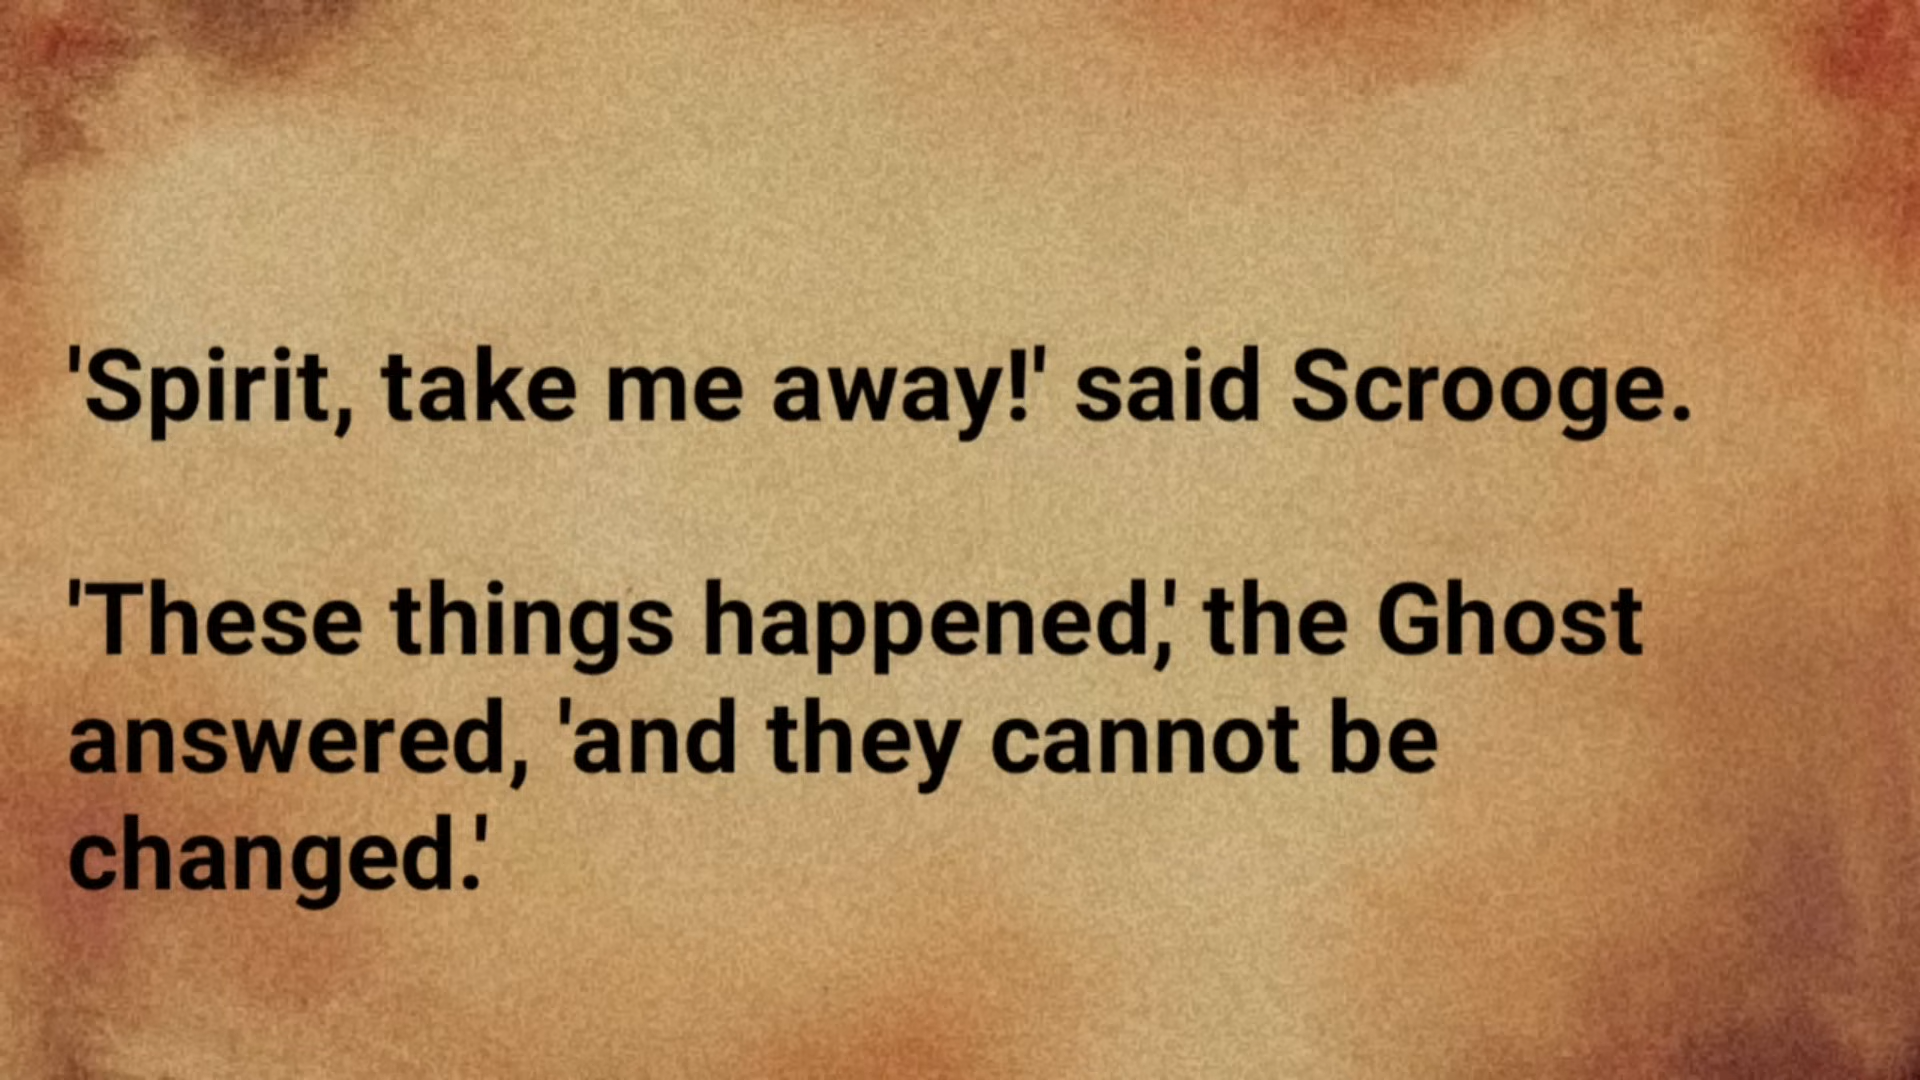 'Spirit, take me away!' said Scrooge.
'These things happened,' the Ghost
answered, 'and they cannot be
changed.'